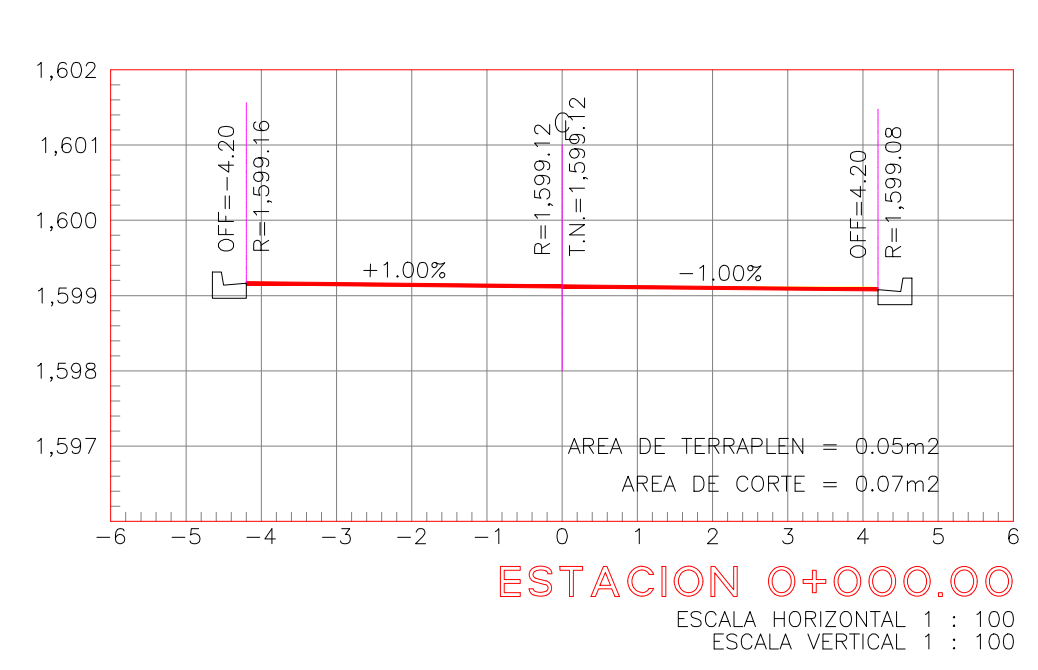 1,602
1,601
1,600
1,599
1,598
1,597
OFF=-4.20
R=1,599.16
R=1,599.12
T.N.=1,599.12
OFF=4.20
R=1,599.08
+1.00%
-1.00%
AREA DE TERRAPLEN = 0.05m2
AREA DE CORTE = 0.07m2
-6 -5 -4 -3 -2 -1 0 1 2 3 4 5 6
ESTACION 0+000.00
ESCALA HORIZONTAL 1 : 100
ESCALA VERTICAL 1 : 100